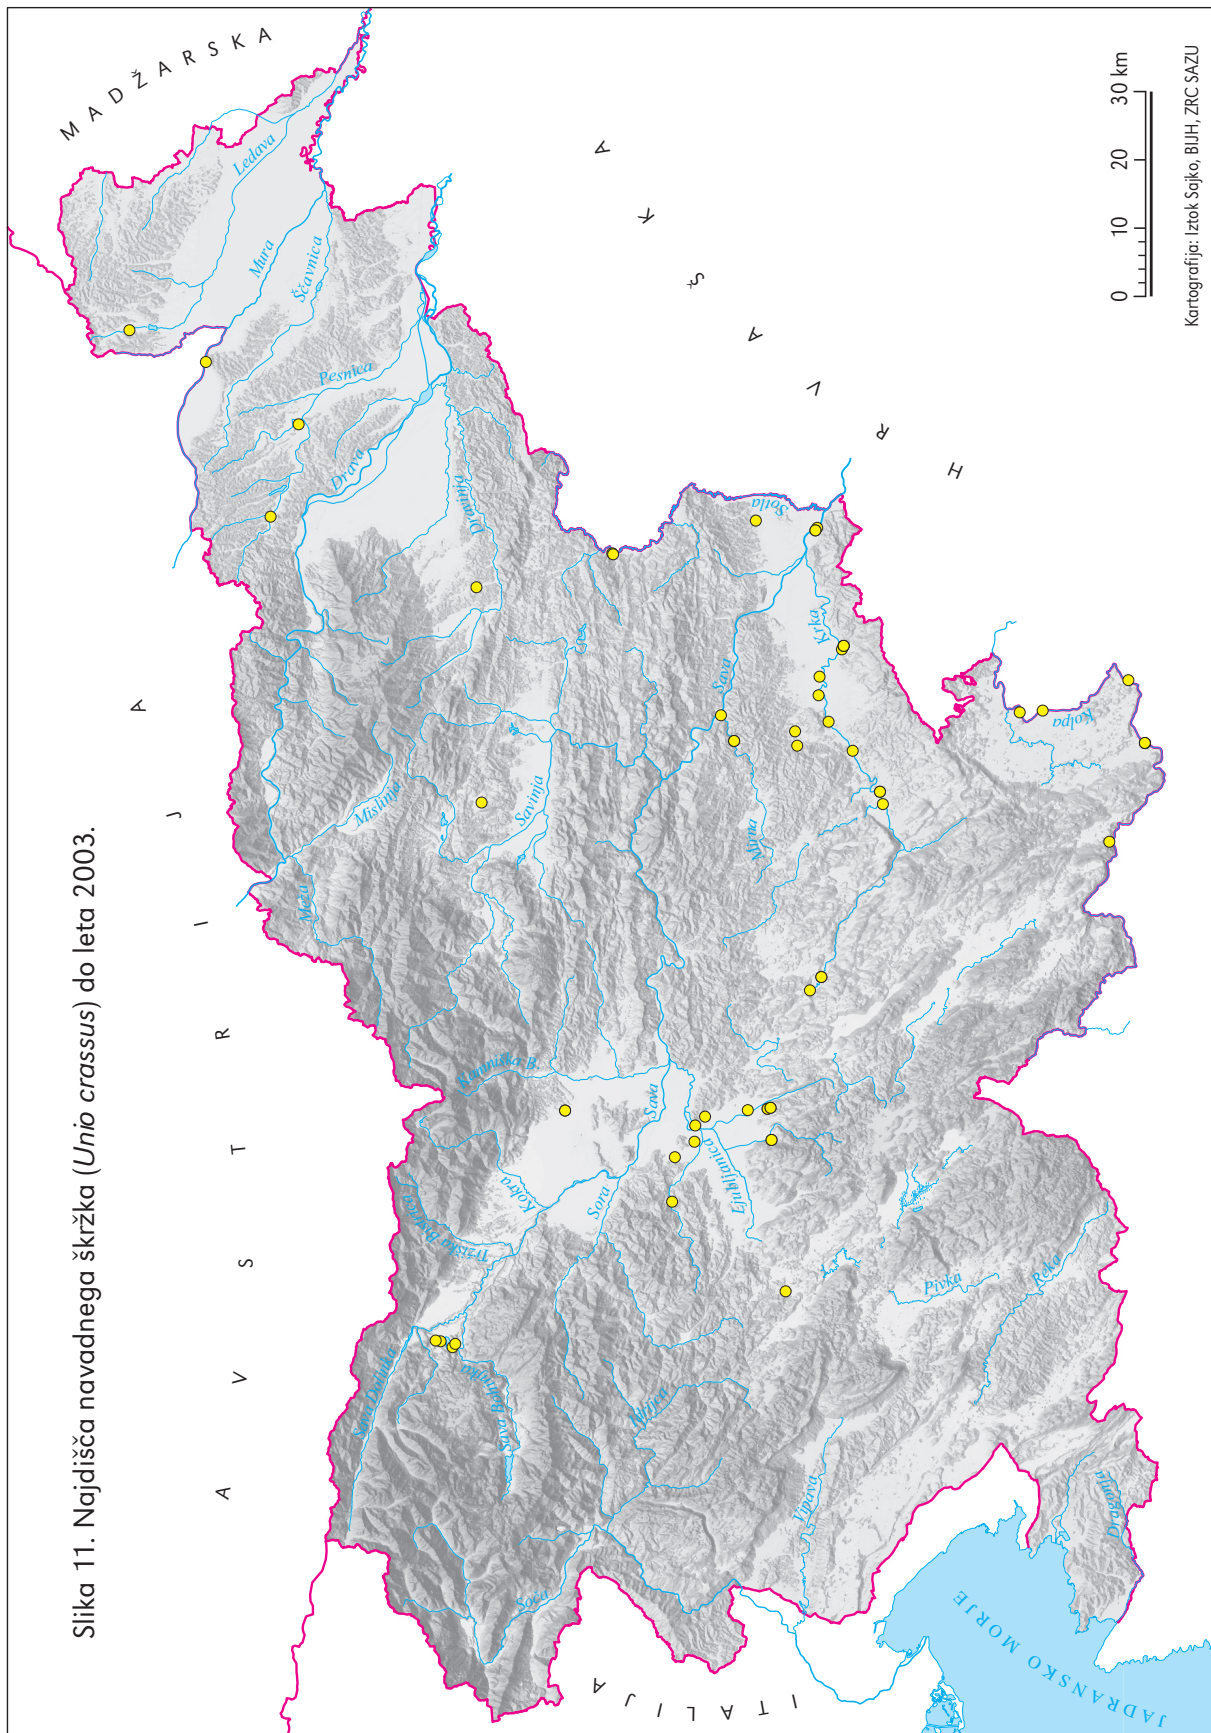 Slika 11. Najdišča navadnega škržka (Unio crassus) do leta 2003.
AVSTRIJA
MADŽARSKA
HRVAŠKA
ITALIJA
JADRANSKO MORJE
Ledava
Mura
Ščavnica
Pesnica
Drava
Dravinja
Mislinja
Meža
Savinja
Sotla
Sava
Krka
Mirna
Kolpa
Kamniška B.
Sava
Kokra
Tržiška Bistrica
Sora
Ljubljanica
Sava Dolinka
Sava Bohinjka
Idrijca
Soča
Vipava
Pivka
Reka
Dragonja
0 10 20 30 km
Kartografija: Iztok Sajko, BIJH, ZRC SAZU